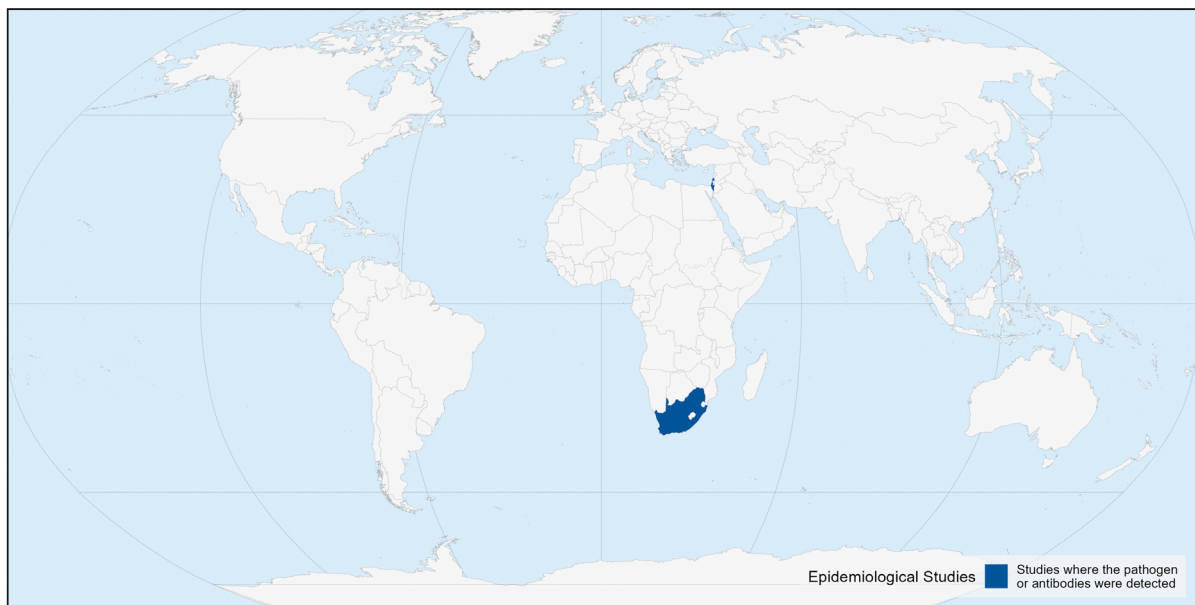 Epidemiological Studies
Studies where the pathogen
or antibodies were detected